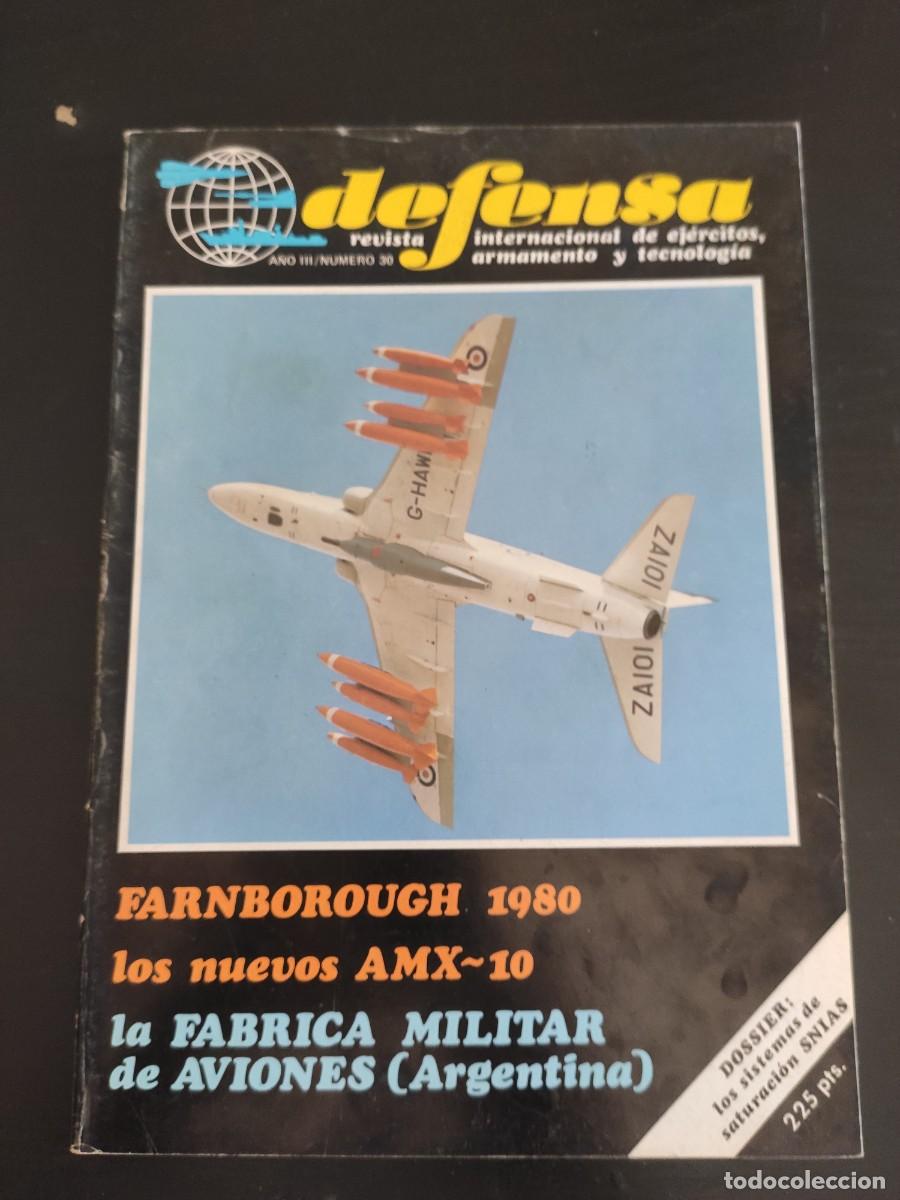 defensa
revista internacional de ejércitos,
AÑO III/NUMERO 30 armamento y tecnología
G-HAW
ZA101
ZA101
FARNBOROUGH 1980
los nuevos AMX~10
la FABRICA MILITAR
de AVIONES (Argentina)
DOSSIER:
los sistemas de
saturación SNIAS
225 pts.
todocoleccion